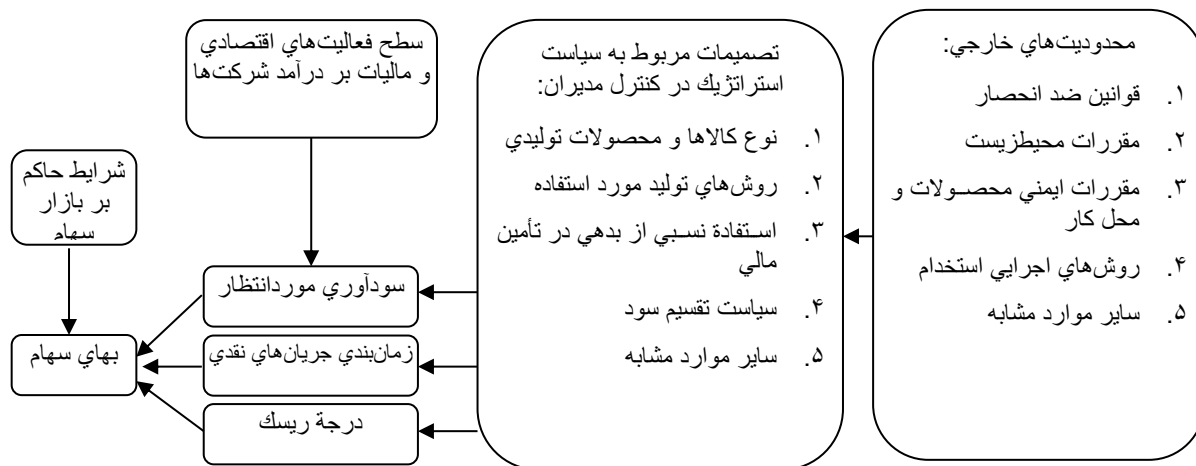 محدوديت‌هاي خارجي:
۱. قوانين ضد انحصار
۲. مقررات محيط‌زيست
۳. مقررات ايمني محصــولات و
محل كار
۴. روش‌هاي اجرايي استخدام
۵. ساير موارد مشابه
تصميمات مربوط به سياست
استراتژيك در كنترل مديران:
۱. نوع كالاها و محصولات توليدي
۲. روش‌هاي توليد مورد استفاده
۳. اســتفادة نســبي از بدهي در تأمين
مالي
۴. سياست تقسيم سود
۵. ساير موارد مشابه
سطح فعاليت‌هاي اقتصادي
و ماليات بر درآمد شركت‌ها
سودآوري موردانتظار
زمان‌بندي جريان‌هاي نقدي
درجة ريسك
شرايط حاكم
بر بازار
سهام
بهاي سهام